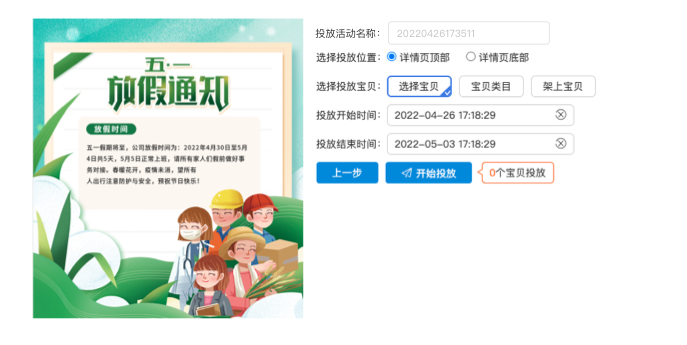 五·一
放假通知
放假时间
五一假期将至，公司放假时间为：2022年4月30日至5月
4日共5天，5月5日正常上班，请所有家人们假前做好事
务对接。春暖花开，疫情未消，望所有
人出行注意防护与安全，预祝节日快乐！
投放活动名称： 20220426173511
选择投放位置： 详情页顶部 详情页底部
选择投放宝贝： 选择宝贝 宝贝类目 架上宝贝
投放开始时间： 2022-04-26 17:18:29
投放结束时间： 2022-05-03 17:18:29
上一步 开始投放 0个宝贝投放